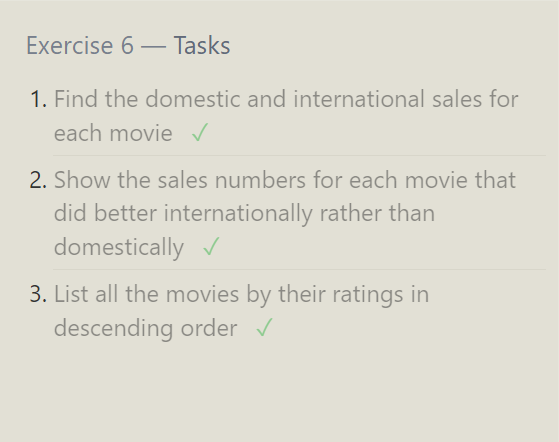 Exercise 6 — Tasks
1. Find the domestic and international sales for
each movie ✓
2. Show the sales numbers for each movie that
did better internationally rather than
domestically ✓
3. List all the movies by their ratings in
descending order ✓